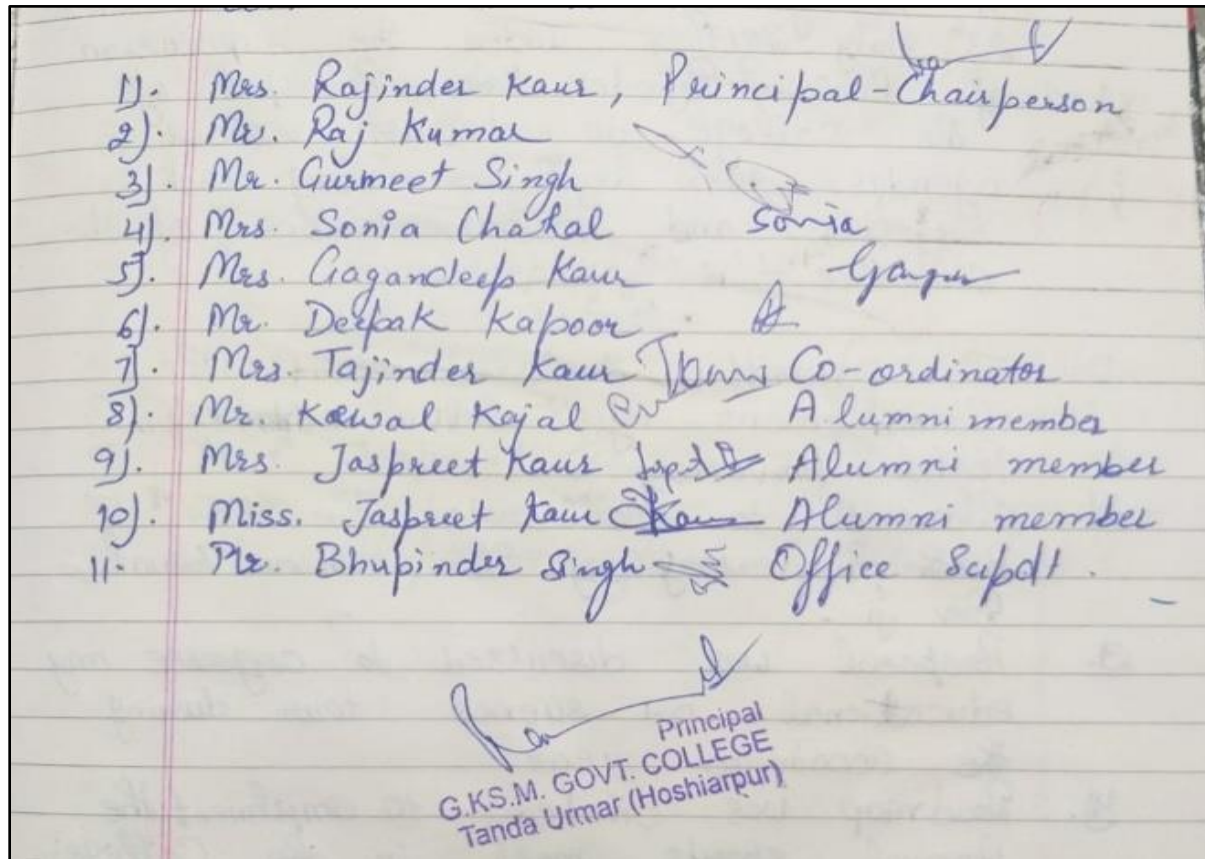 1). Mrs. Rajinder Kaur, Principal-Chairperson
2). Mr. Raj Kumar
3). Mr. Gurmeet Singh
4). Mrs. Sonia Chahal Sonia
5). Mrs. Gagandeep Kaur
6). Mr. Deepak Kapoor
7). Mrs. Tajinder Kaur Co-ordinator
8). Mr. Kawal Kajal Alumni member
9). Mrs. Jaspreet Kaur Alumni member
10). Miss. Jaspreet Kaur Alumni member
11. Mr. Bhupinder Singh Office Supdt.
Principal
G.KS.M. GOVT. COLLEGE
Tanda Urmar (Hoshiarpur)